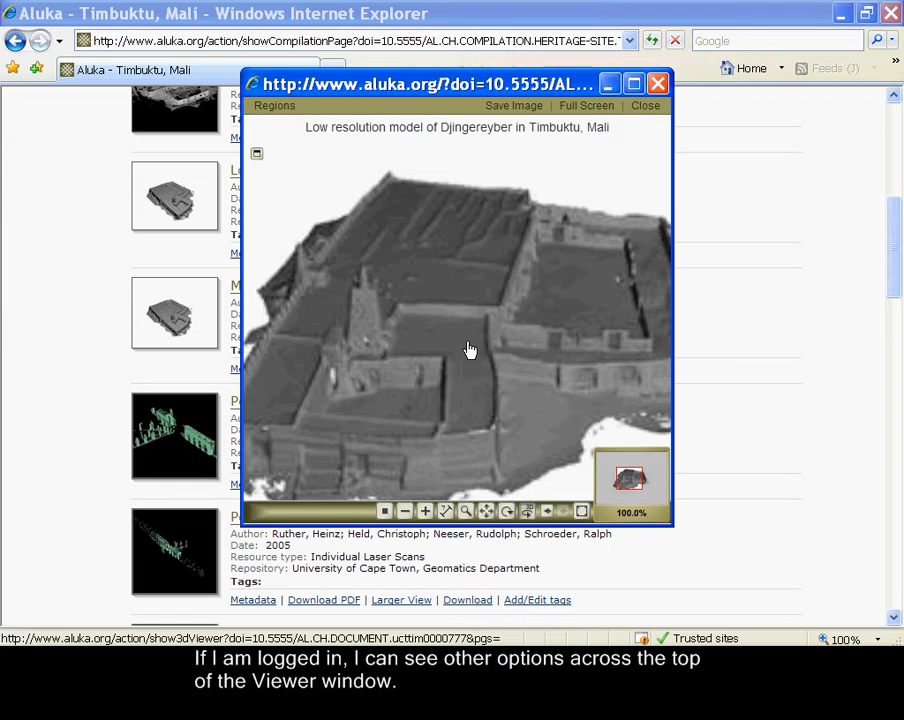 Aluka - Timbuktu, Mali - Windows Internet Explorer
http://www.aluka.org/action/showCompilationPage?doi=10.5555/AL.CH.COMPILATION.HERITAGE-SITE.
Google
Aluka - Timbuktu, Mali
Home
Feeds (J)
»
http://www.aluka.org/?doi=10.5555/AL...
Regions Save Image Full Screen Close
Low resolution model of Djingereyber in Timbuktu, Mali
100.0%
Author: Ruther, Heinz; Held, Christoph; Neeser, Rudolph; Schroeder, Ralph
Date: 2005
Resource type: Individual Laser Scans
Repository: University of Cape Town, Geomatics Department
Tags:
Metadata Download PDF Larger View Download Add/Edit tags
http://www.aluka.org/action/show3dViewer?doi=10.5555/AL.CH.DOCUMENT.ucttim0000777&pgs=
Trusted sites
100%
If I am logged in, I can see other options across the top
of the Viewer window.